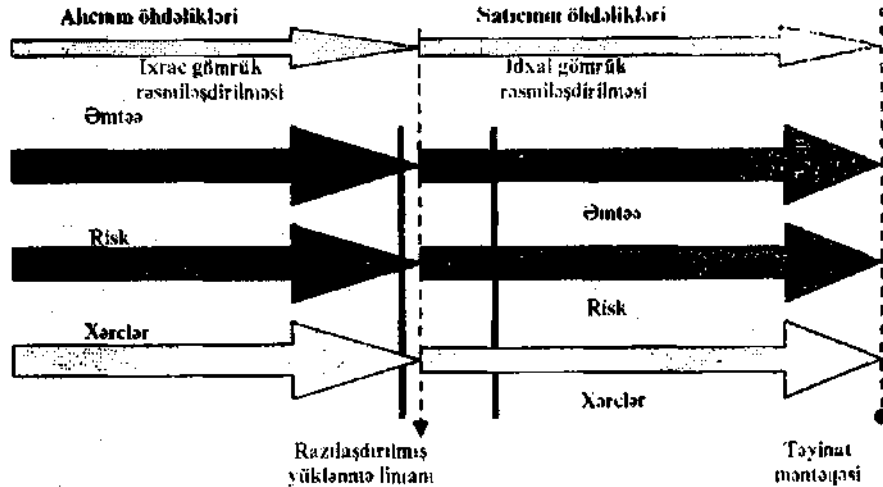 Alıcının öhdəlikləri
Satıcının öhdəlikləri
İxrac gömrük
rəsmiləşdirilməsi
İdxal gömrük
rəsmiləşdirilməsi
Əmtəə
Əmtəə
Risk
Risk
Xərclər
Xərclər
Razılaşdırılmış
yüklənmə limanı
Təyinat
məntəqəsi